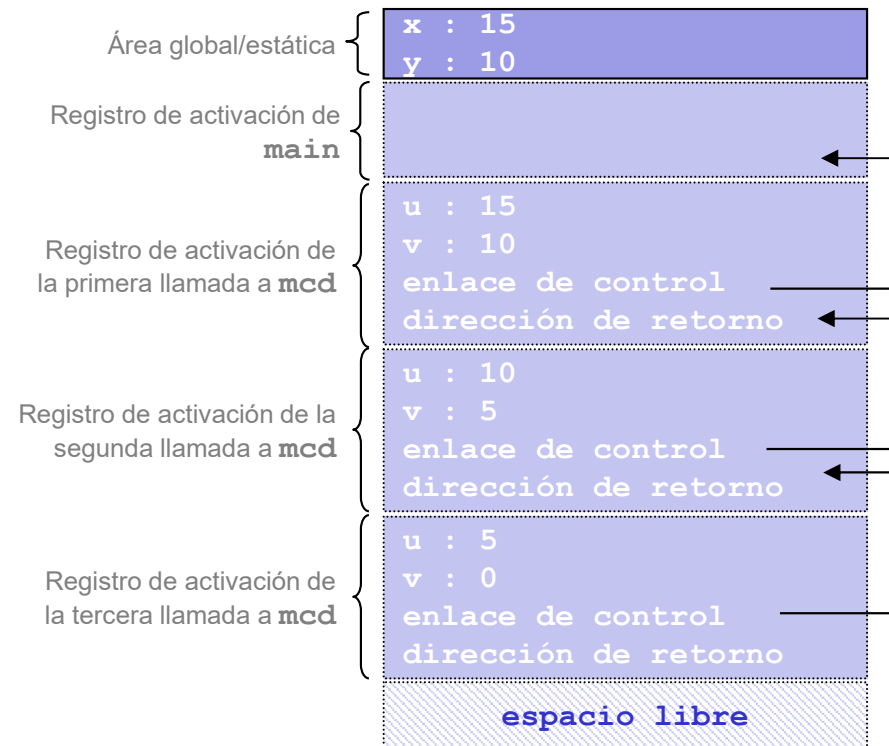 Área global/estática
x : 15
y : 10
Registro de activación de
main
Registro de activación de
la primera llamada a mcd
u : 15
v : 10
enlace de control
dirección de retorno
Registro de activación de la
segunda llamada a mcd
u : 10
v : 5
enlace de control
dirección de retorno
Registro de activación de
la tercera llamada a mcd
u : 5
v : 0
enlace de control
dirección de retorno
espacio libre